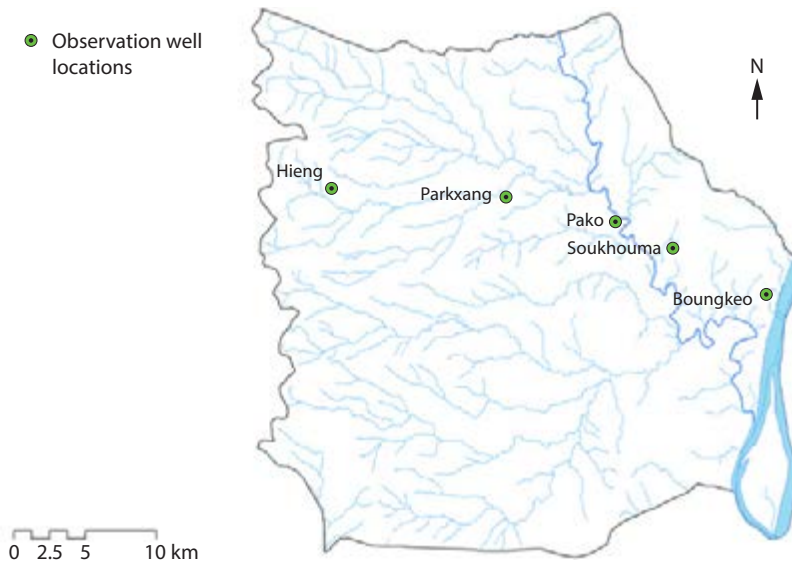 Observation well
locations
N
Hieng
Parkxang
Pako
Soukhouma
Boungkeo
0 2.5 5 10 km